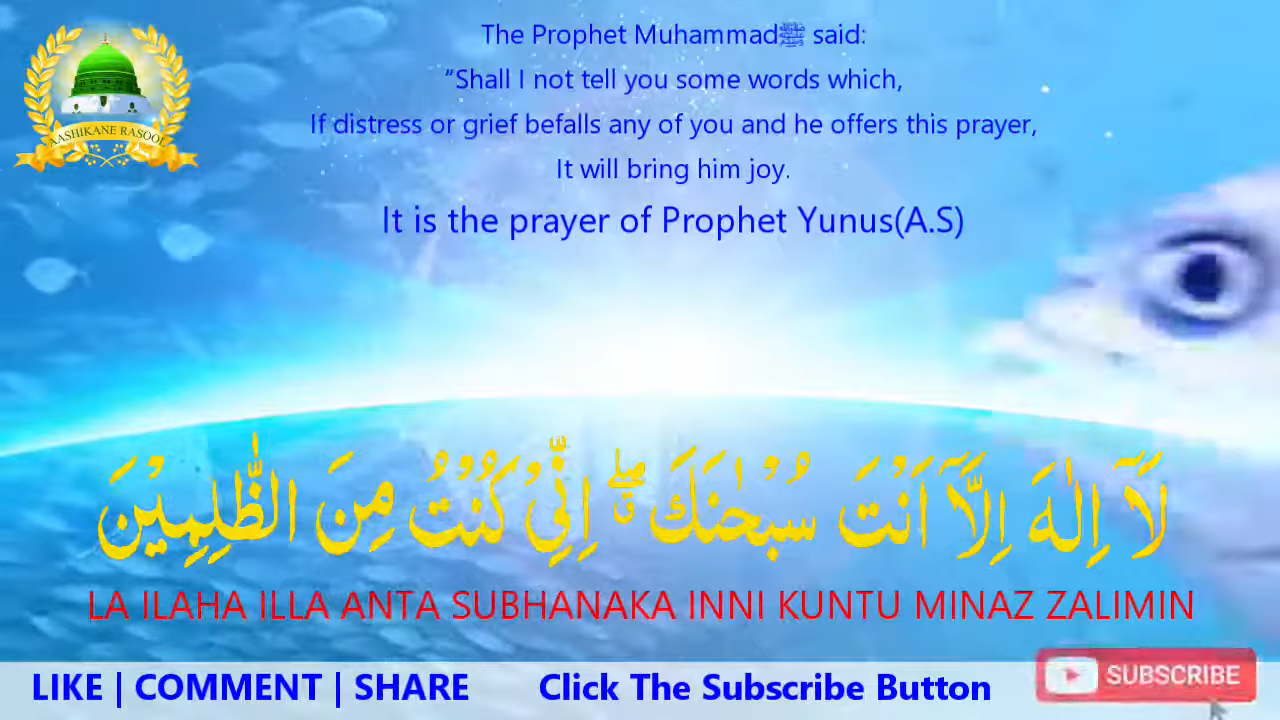 AASHIKANE RASOOL
The Prophet Muhammadﷺ said:
“Shall I not tell you some words which,
If distress or grief befalls any of you and he offers this prayer,
It will bring him joy.
It is the prayer of Prophet Yunus(A.S)
لَآ اِلٰهَ اِلَّآ اَنْتَ سُبْحٰنَكَ ۖ اِنِّيْ كُنْتُ مِنَ الظّٰلِمِيْنَ
LA ILAHA ILLA ANTA SUBHANAKA INNI KUNTU MINAZ ZALIMIN
LIKE | COMMENT | SHARE Click The Subscribe Button SUBSCRIBE